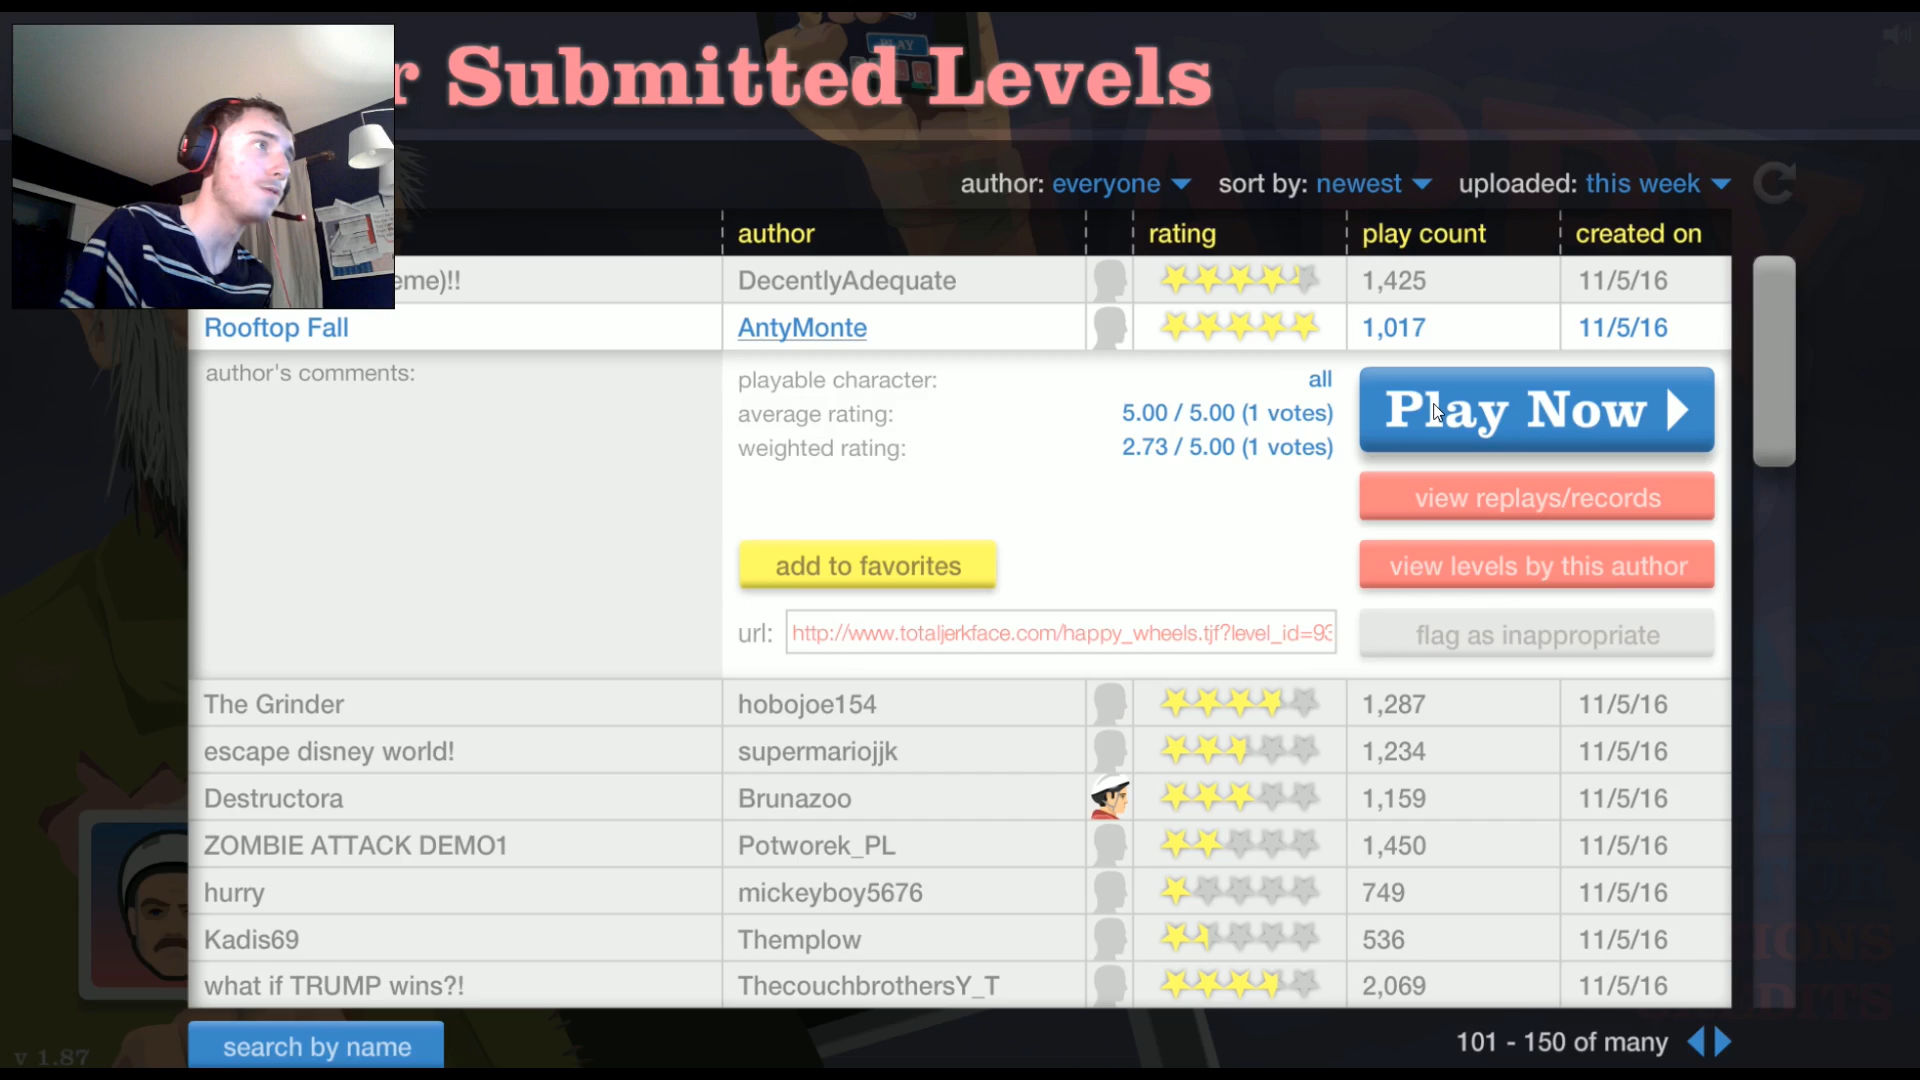 PLAY
r Submitted Levels
author: everyone sort by: newest uploaded: this week
author rating play count created on
eme)!! DecentlyAdequate 1,425 11/5/16
Rooftop Fall AntyMonte 1,017 11/5/16
author's comments:
playable character: all
average rating: 5.00 / 5.00 (1 votes)
weighted rating: 2.73 / 5.00 (1 votes)
Play Now
view replays/records
add to favorites
view levels by this author
url: http://www.totaljerkface.com/happy_wheels.tjf?level_id=93
flag as inappropriate
The Grinder hobojoe154 1,287 11/5/16
escape disney world! supermariojjk 1,234 11/5/16
Destructora Brunazoo 1,159 11/5/16
ZOMBIE ATTACK DEMO1 Potworek_PL 1,450 11/5/16
hurry mickeyboy5676 749 11/5/16
Kadis69 Themplow 536 11/5/16
what if TRUMP wins?! ThecouchbrothersY_T 2,069 11/5/16
search by name
101 - 150 of many
v 1.87